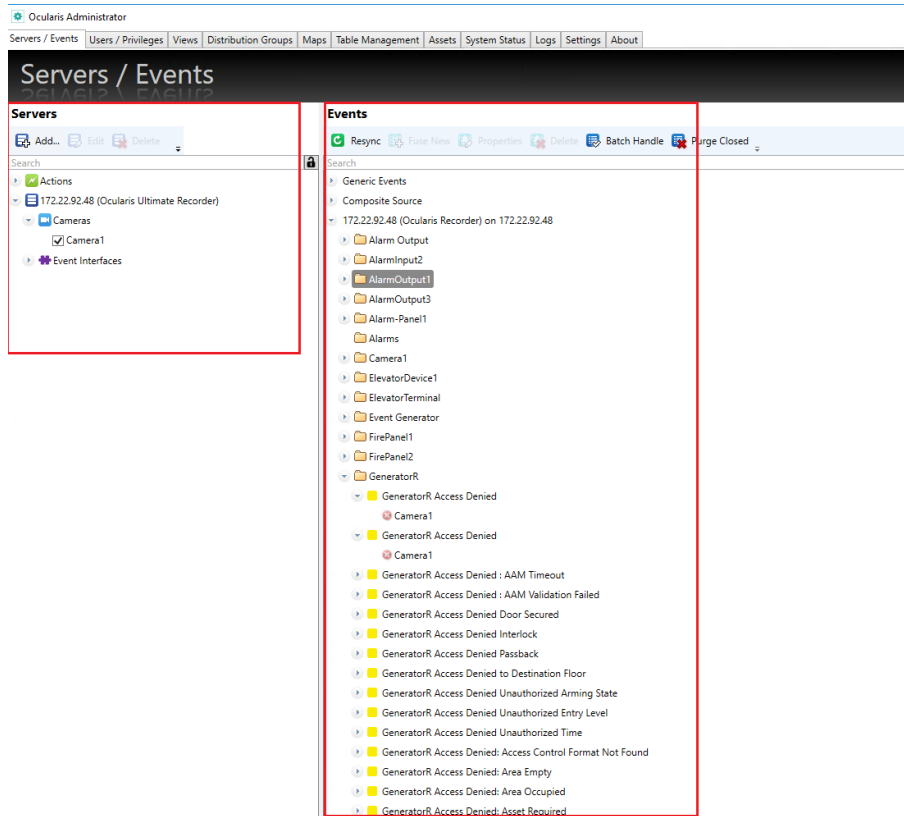 Ocularis Administrator
Servers / Events Users / Privileges Views Distribution Groups Maps Table Management Assets System Status Logs Settings About
Servers / Events
Servers
Add... Edit Delete
Search
Actions
172.22.92.48 (Ocularis Ultimate Recorder)
Cameras
Camera1
Event Interfaces
Events
Resync Fuse New Properties Delete Batch Handle Purge Closed
Search
Generic Events
Composite Source
172.22.92.48 (Ocularis Recorder) on 172.22.92.48
Alarm Output
AlarmInput2
AlarmOutput1
AlarmOutput3
Alarm-Panel1
Alarms
Camera1
ElevatorDevice1
ElevatorTerminal
Event Generator
FirePanel1
FirePanel2
GeneratorR
GeneratorR Access Denied
Camera1
GeneratorR Access Denied
Camera1
GeneratorR Access Denied : AAM Timeout
GeneratorR Access Denied : AAM Validation Failed
GeneratorR Access Denied Door Secured
GeneratorR Access Denied Interlock
GeneratorR Access Denied Passback
GeneratorR Access Denied to Destination Floor
GeneratorR Access Denied Unauthorized Arming State
GeneratorR Access Denied Unauthorized Entry Level
GeneratorR Access Denied Unauthorized Time
GeneratorR Access Denied: Access Control Format Not Found
GeneratorR Access Denied: Area Empty
GeneratorR Access Denied: Area Occupied
GeneratorR Access Denied: Asset Required